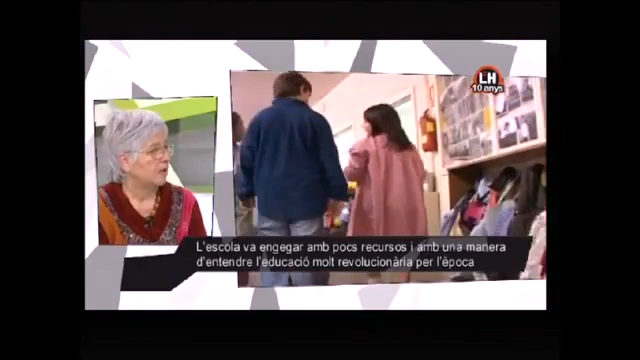 LH
10 anys
L'escola va engegar amb pocs recursos i amb una manera
d'entendre l'educació molt revolucionària per l'època